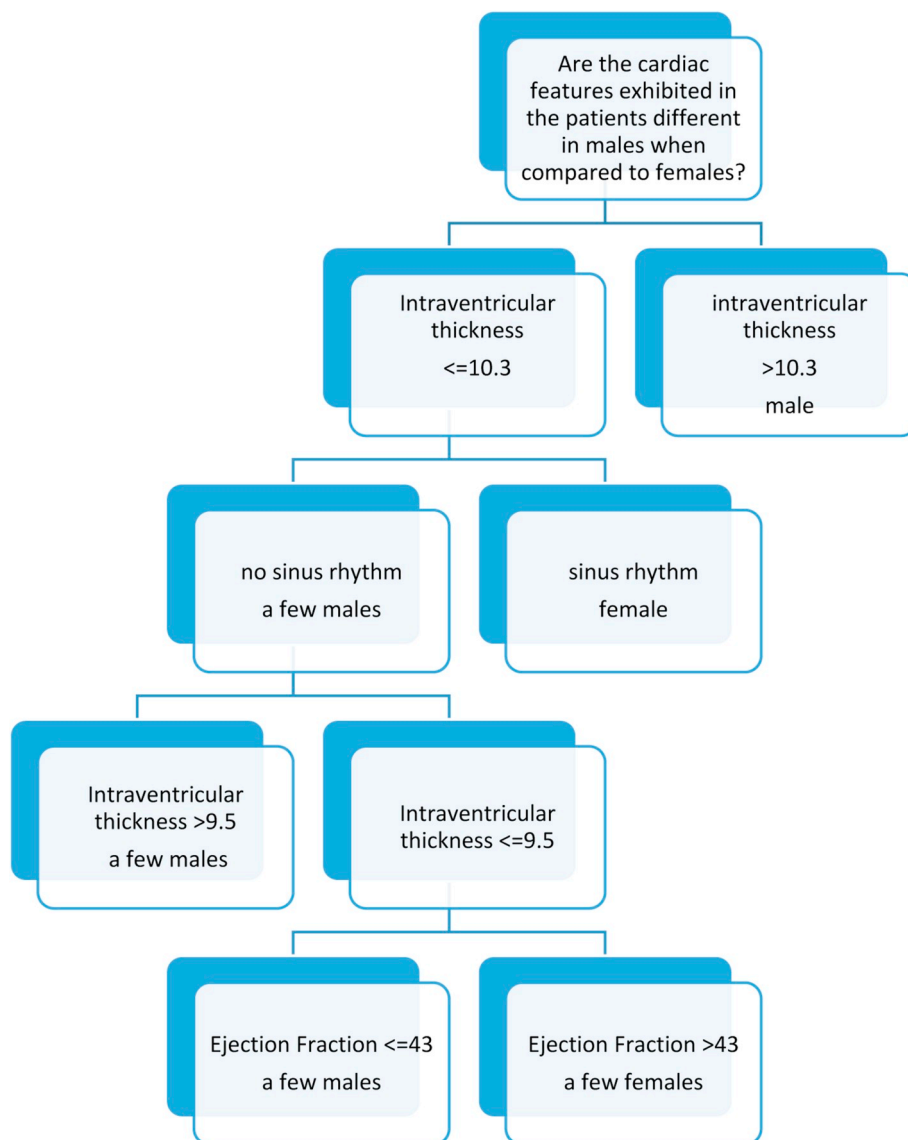 Are the cardiac
features exhibited in
the patients different
in males when
compared to females?
Intraventricular
thickness
<=10.3
intraventricular
thickness
>10.3
male
no sinus rhythm
a few males
sinus rhythm
female
Intraventricular
thickness >9.5
a few males
Intraventricular
thickness <=9.5
Ejection Fraction <=43
a few males
Ejection Fraction >43
a few females